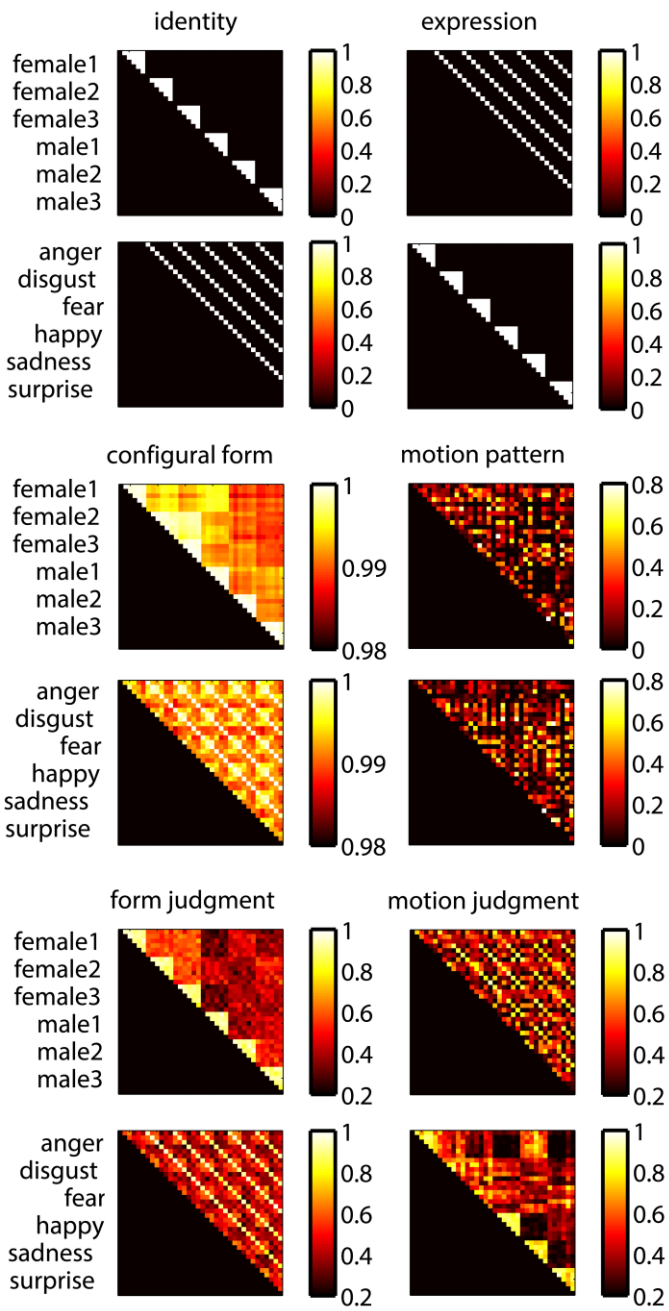 identity expression
female1 1 1
female2 0.8 0.8
female3 0.6 0.6
male1 0.4 0.4
male2 0.2 0.2
male3 0 0
anger 1 1
disgust 0.8 0.8
fear 0.6 0.6
happy 0.4 0.4
sadness 0.2 0.2
surprise 0 0
configural form motion pattern
female1 1 0.8
female2 0.6
female3 0.99 0.4
male1
male2 0.2
male3 0.98 0
anger 1 0.8
disgust 0.6
fear 0.99 0.4
happy
sadness 0.2
surprise 0.98 0
form judgment motion judgment
female1 1 1
female2 0.8 0.8
female3 0.6 0.6
male1
male2 0.4 0.4
male3 0.2 0.2
anger 1 1
disgust 0.8 0.8
fear 0.6 0.6
happy
sadness 0.4 0.4
surprise 0.2 0.2